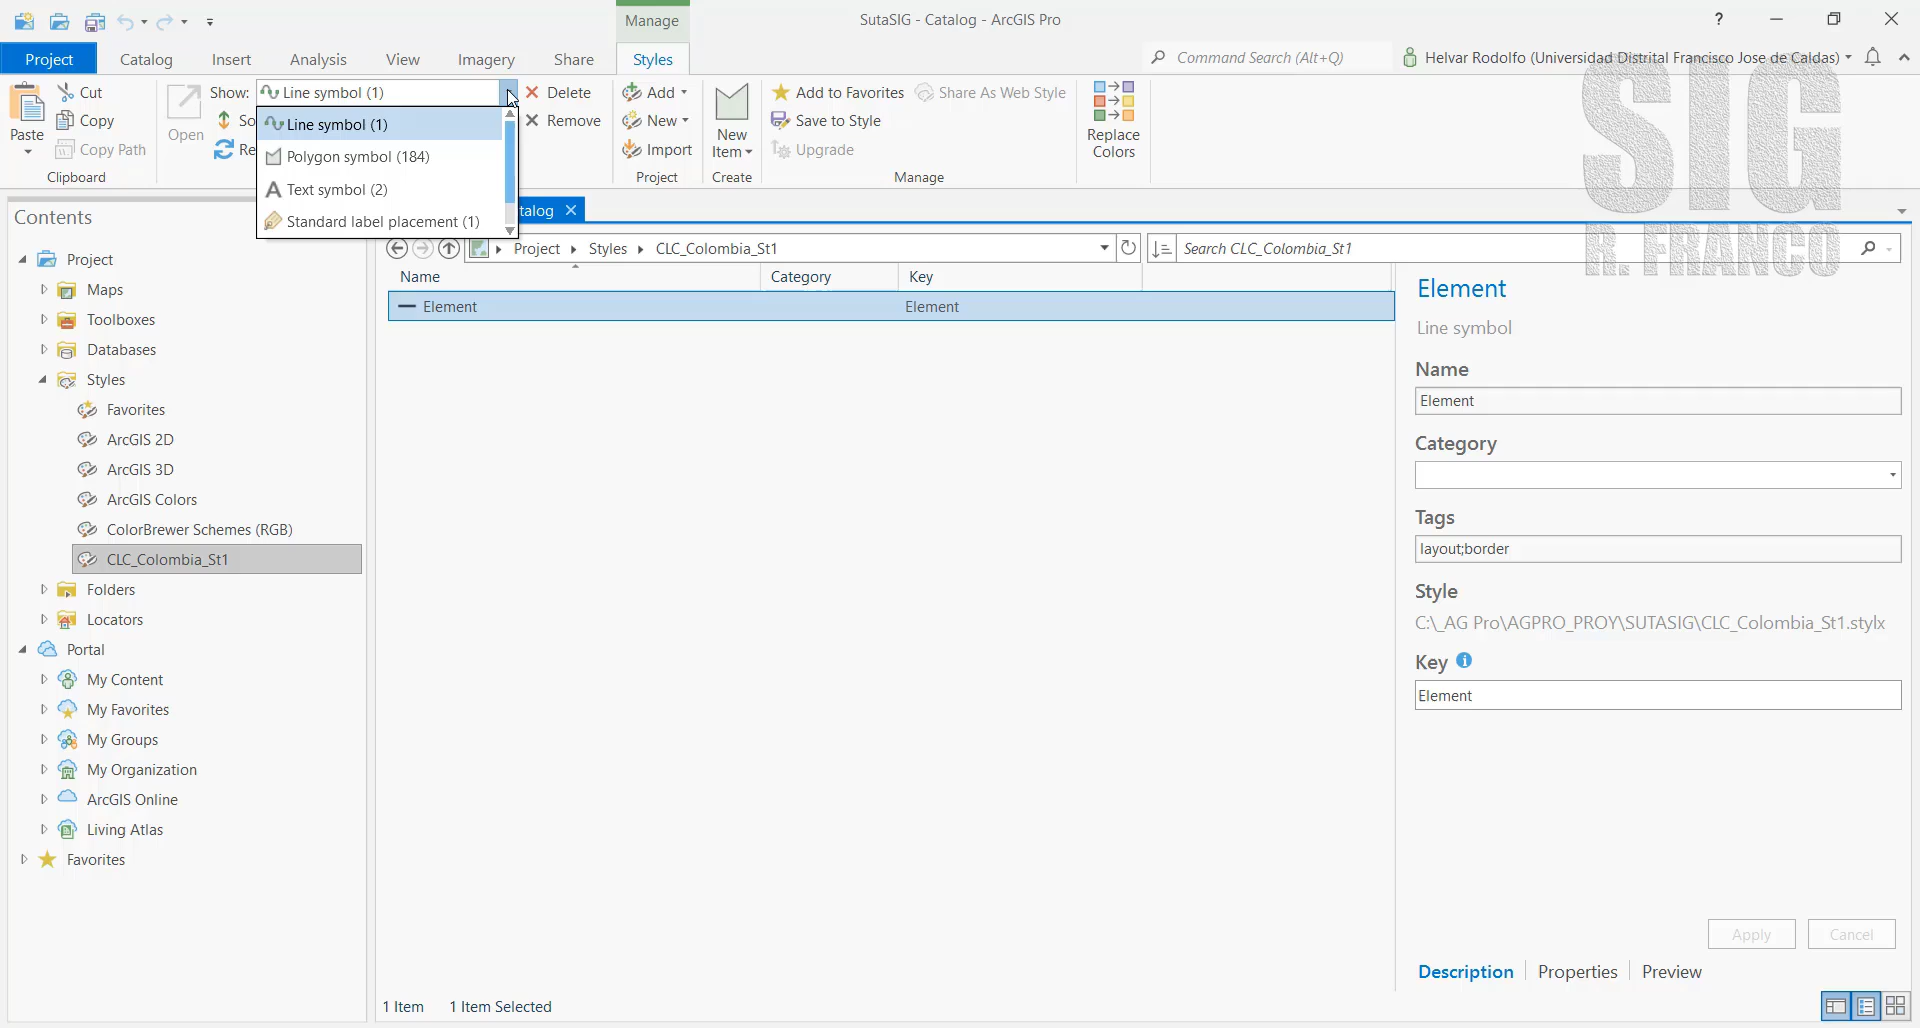 Manage
SutaSIG - Catalog - ArcGIS Pro
?
Project
Catalog
Insert
Analysis
View
Imagery
Share
Styles
Command Search (Alt+Q)
Helvar Rodolfo (Universidad Distrital Francisco Jose de Caldas)
Paste
Cut
Copy
Copy Path
Clipboard
Open
Show:
Line symbol (1)
So
Re
Line symbol (1)
Polygon symbol (184)
Text symbol (2)
Standard label placement (1)
Delete
Remove
Add
New
Import
Project
New
Item
Create
Add to Favorites
Share As Web Style
Save to Style
Upgrade
Manage
Replace
Colors
SIG
R. FRANCO
Contents
Project
Maps
Toolboxes
Databases
Styles
Favorites
ArcGIS 2D
ArcGIS 3D
ArcGIS Colors
ColorBrewer Schemes (RGB)
CLC_Colombia_St1
Folders
Locators
Portal
My Content
My Favorites
My Groups
My Organization
ArcGIS Online
Living Atlas
Favorites
talog
Project
Styles
CLC_Colombia_St1
Search CLC_Colombia_St1
Name
Category
Key
Element
Element
1 Item
1 Item Selected
Element
Line symbol
Name
Element
Category
Tags
layout;border
Style
C:\_AG Pro\AGPRO_PROY\SUTASIG\CLC_Colombia_St1.stylx
Key
Element
Apply
Cancel
Description
Properties
Preview